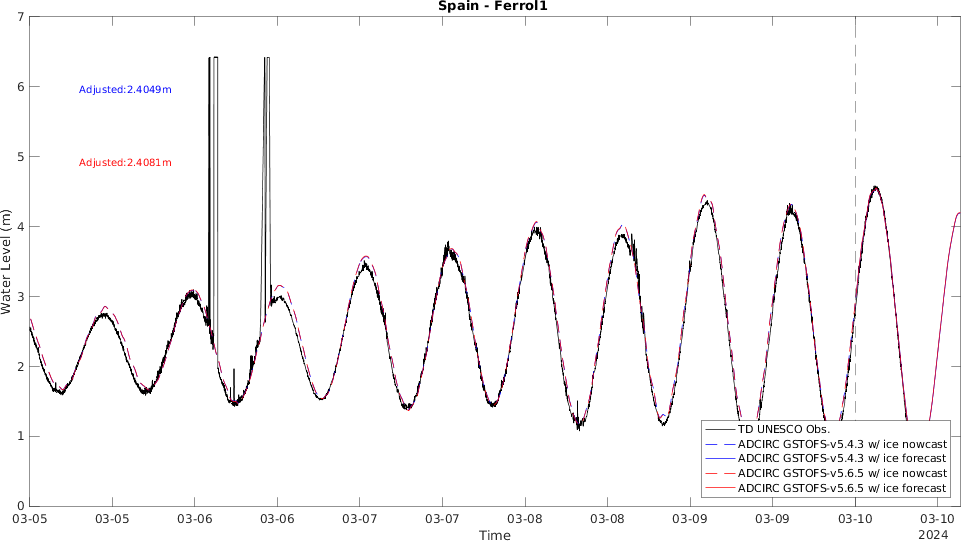 Spain - Ferrol1
7
6
5
4
3
2
1
0
Water Level (m)
Adjusted:2.4049m
Adjusted:2.4081m
TD UNESCO Obs.
ADCIRC GSTOFS-v5.4.3 w/ ice nowcast
ADCIRC GSTOFS-v5.4.3 w/ ice forecast
ADCIRC GSTOFS-v5.6.5 w/ ice nowcast
ADCIRC GSTOFS-v5.6.5 w/ ice forecast
03-05 03-05 03-06 03-06 03-07 03-07 03-08 03-08 03-09 03-09 03-10 03-10
Time
2024